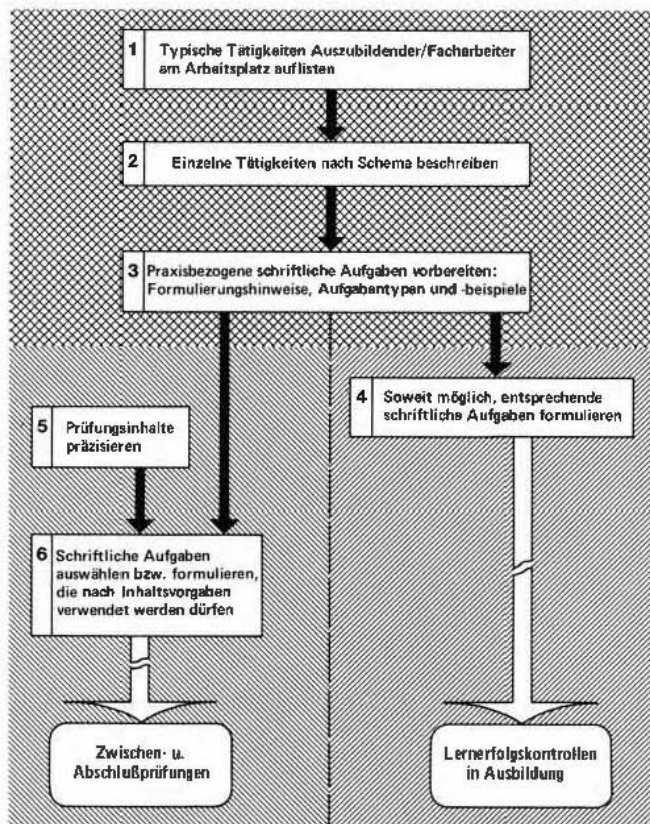 1 Typische Tätigkeiten Auszubildender/Facharbeiter
am Arbeitsplatz auflisten
2 Einzelne Tätigkeiten nach Schema beschreiben
3 Praxisbezogene schriftliche Aufgaben vorbereiten:
Formulierungshinweise, Aufgabentypen und -beispiele
4 Soweit möglich, entsprechende
schriftliche Aufgaben formulieren
5 Prüfungsinhalte
präzisieren
6 Schriftliche Aufgaben
auswählen bzw. formulieren,
die nach Inhaltsvorgaben
verwendet werden dürfen
Zwischen- u.
Abschlußprüfungen
Lernerfolgskontrollen
in Ausbildung